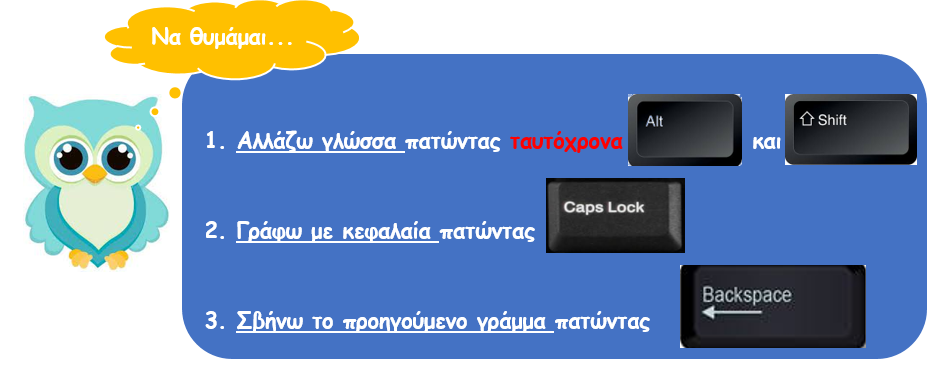 Να θυμάμαι...
1. Αλλάζω γλώσσα πατώντας ταυτόχρονα Alt και ⇧ Shift
2. Γράφω με κεφαλαία πατώντας Caps Lock
3. Σβήνω το προηγούμενο γράμμα πατώντας Backspace